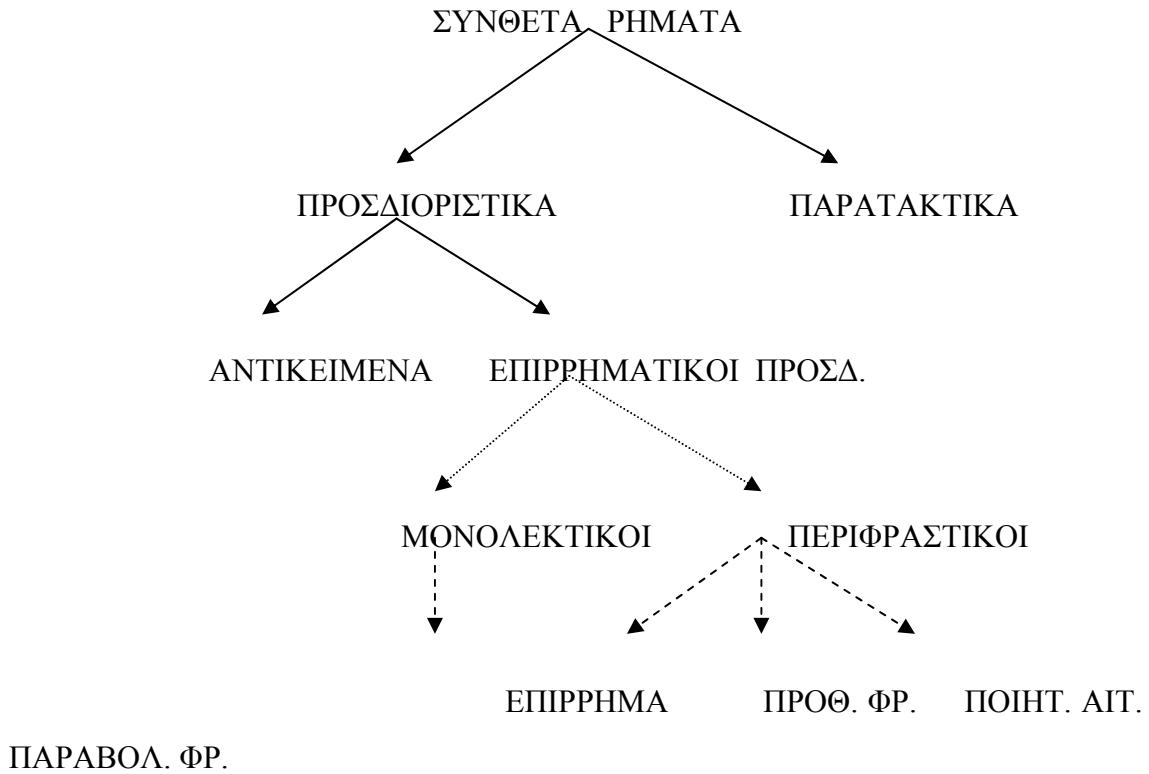 ΣΥΝΘΕΤΑ ΡΗΜΑΤΑ
ΠΡΟΣΔΙΟΡΙΣΤΙΚΑ ΠΑΡΑΤΑΚΤΙΚΑ
ΑΝΤΙΚΕΙΜΕΝΑ ΕΠΙΡΡΗΜΑΤΙΚΟΙ ΠΡΟΣΔ.
ΜΟΝΟΛΕΚΤΙΚΟΙ ΠΕΡΙΦΡΑΣΤΙΚΟΙ
ΕΠΙΡΡΗΜΑ ΠΡΟΘ. ΦΡ. ΠΟΙΗΤ. ΑΙΤ.
ΠΑΡΑΒΟΛ. ΦΡ.